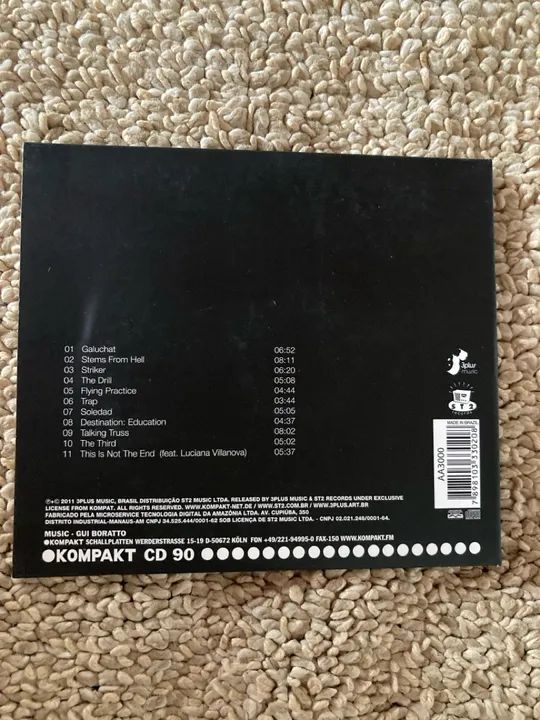 01 Galuchat 06:52
02 Stems From Hell 08:11
03 Striker 06:20
04 The Drill 05:08
05 Flying Practice 04:44
06 Trap 03:44
07 Soledad 05:05
08 Destination: Education 04:37
09 Talking Truss 08:02
10 The Third 05:02
11 This Is Not The End (feat. Luciana Villanova) 05:37
3plus
music
ST2
records
MADE IN BRAZIL
AA3000
7 898103 330208
℗+© 2011 3PLUS MUSIC, BRASIL DISTRIBUIÇÃO ST2 MUSIC LTDA. RELEASED BY 3PLUS MUSIC & ST2 RECORDS UNDER EXCLUSIVE
LICENSE FROM KOMPAT. ALL RIGHTS RESERVED. WWW.KOMPAKT-NET.DE / WWW.ST2.COM.BR / WWW.3PLUS.ART.BR
FABRICADO PELA MICROSERVICE TECNOLOGIA DIGITAL DA AMAZÔNIA LTDA. AV. CUPIÚBA, 350
DISTRITO INDUSTRIAL-MANAUS-AM CNPJ 34.525.444/0001-62 SOB LICENÇA DE ST2 MUSIC LTDA. - CNPJ 02.021.248/0001-64.
MUSIC - GUI BORATTO
KOMPAKT SCHALLPLATTEN WERDERSTRASSE 15-19 D-50672 KÖLN FON +49/221-94995-0 FAX-150 WWW.KOMPAKT.FM
KOMPAKT CD 90